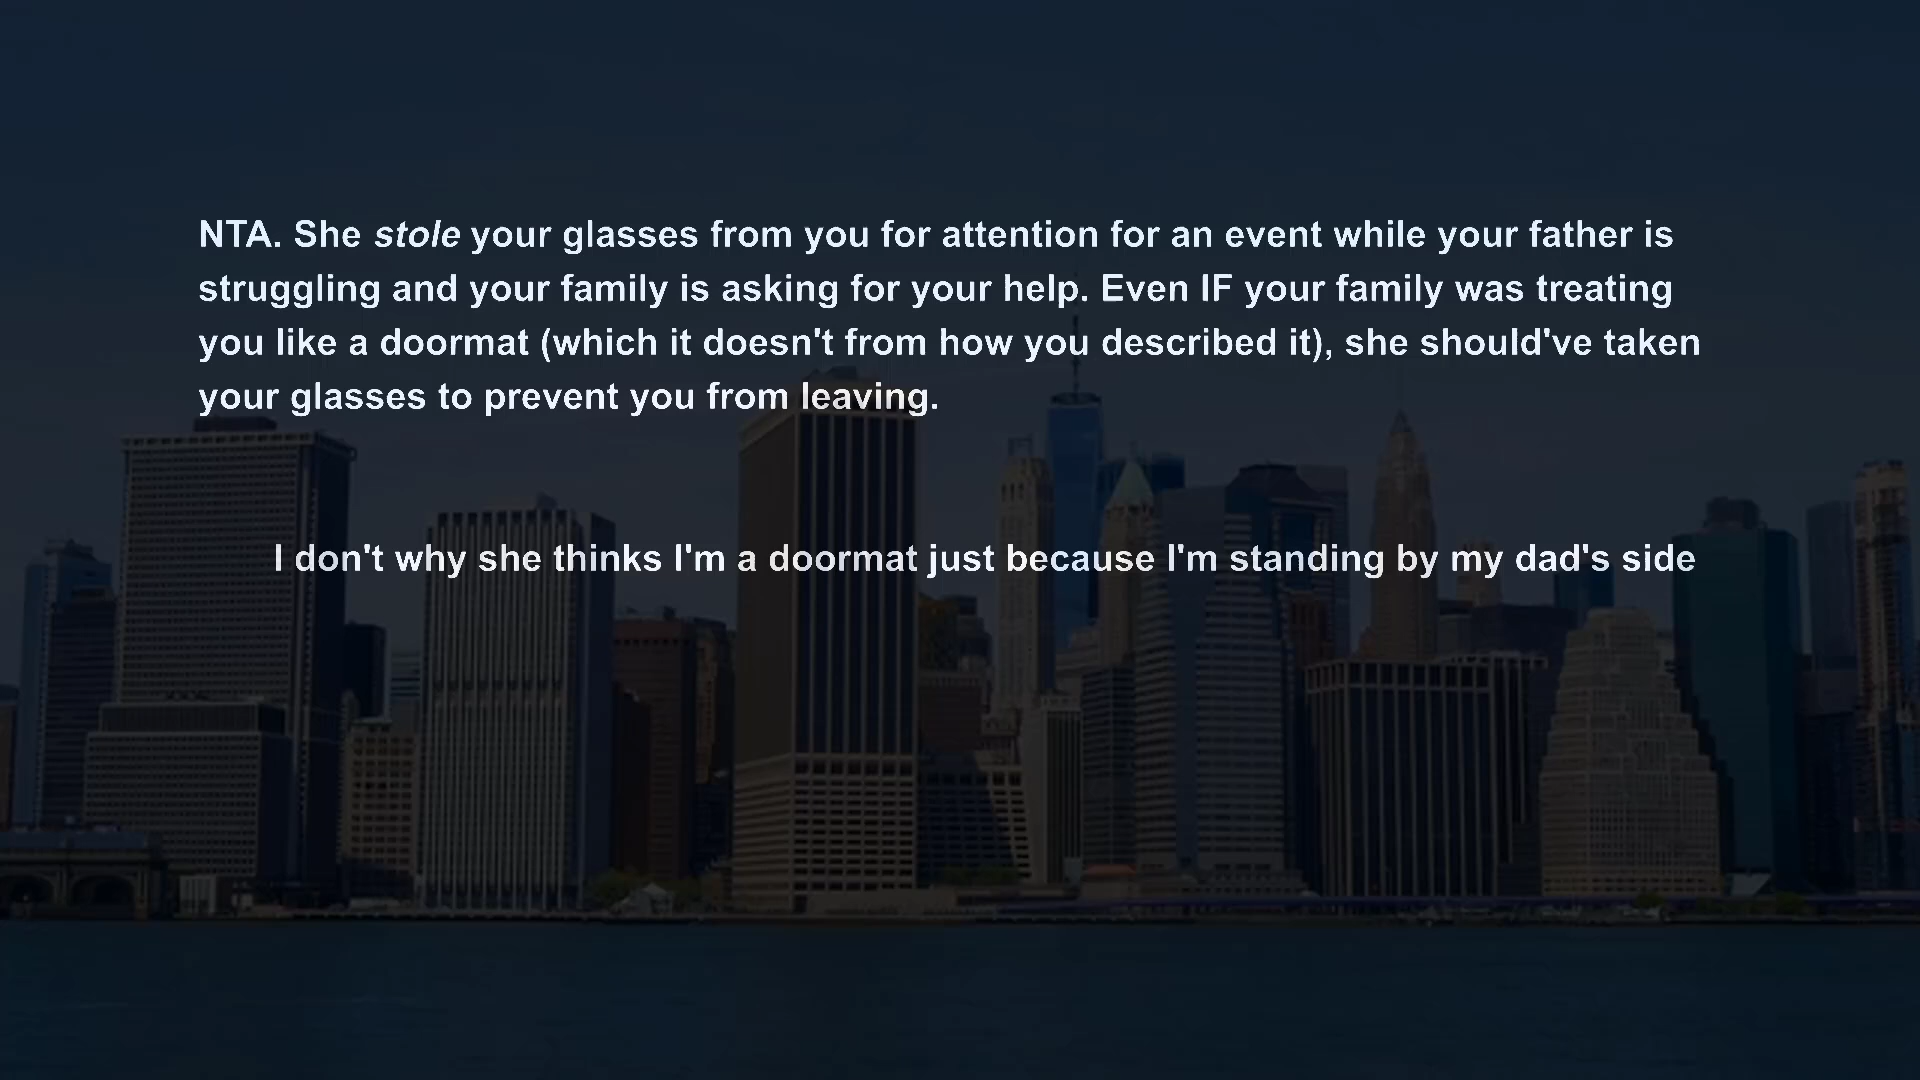 NTA. She stole your glasses from you for attention for an event while your father is
struggling and your family is asking for your help. Even IF your family was treating
you like a doormat (which it doesn't from how you described it), she should've taken
your glasses to prevent you from leaving.
I don't why she thinks I'm a doormat just because I'm standing by my dad's side